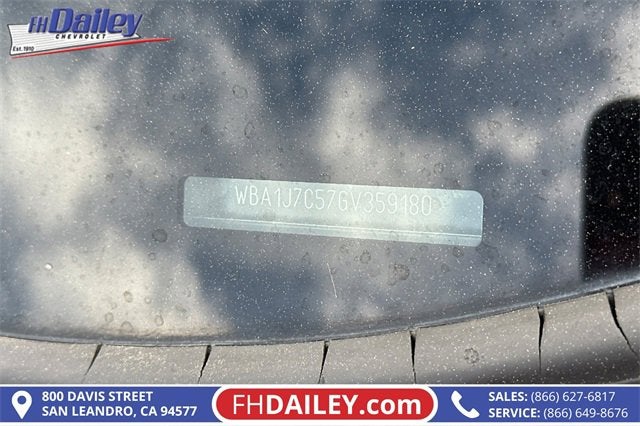 FHDailey
CHEVROLET
Est. 1910
WBA1J7C57GV359180
800 DAVIS STREET
SAN LEANDRO, CA 94577
FHDAILEY.com
SALES: (866) 627-6817
SERVICE: (866) 649-8676